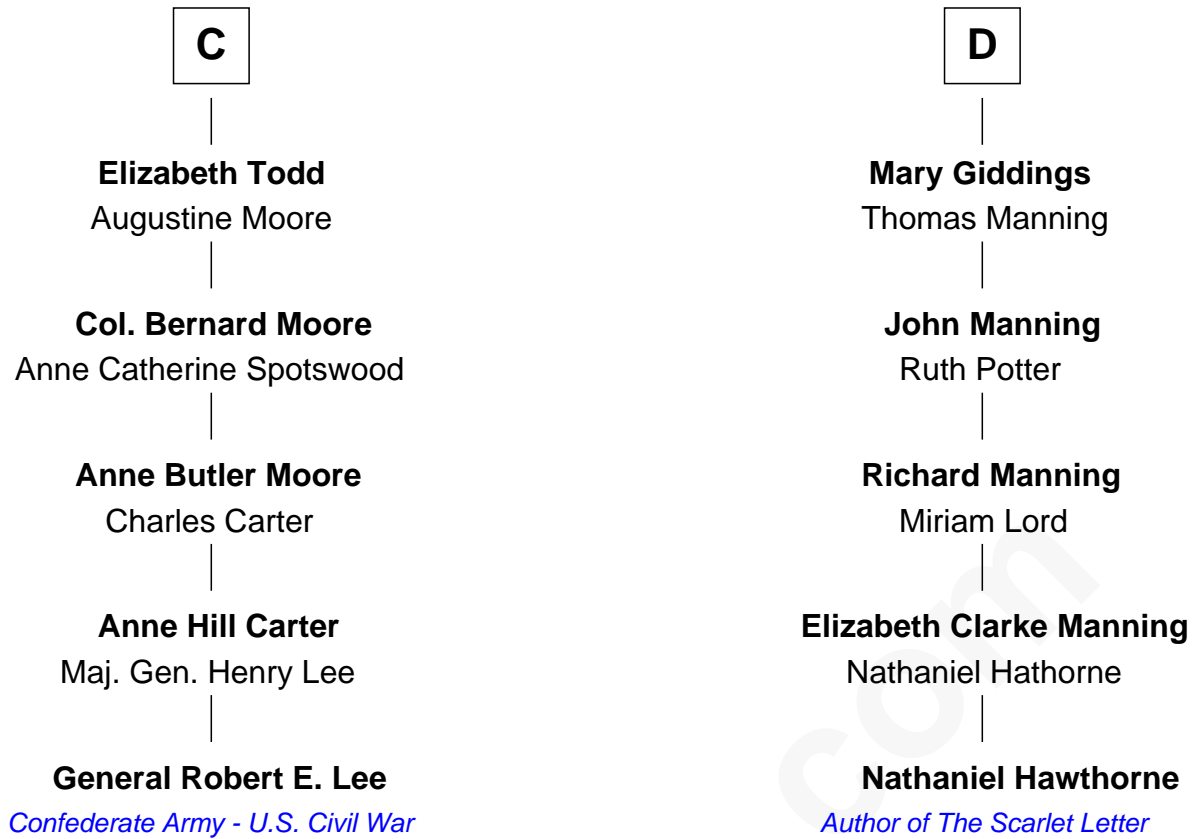 C
Elizabeth Todd
Augustine Moore
Col. Bernard Moore
Anne Catherine Spotswood
Anne Butler Moore
Charles Carter
Anne Hill Carter
Maj. Gen. Henry Lee
General Robert E. Lee
Confederate Army - U.S. Civil War
D
Mary Giddings
Thomas Manning
John Manning
Ruth Potter
Richard Manning
Miriam Lord
Elizabeth Clarke Manning
Nathaniel Hathorne
Nathaniel Hawthorne
Author of The Scarlet Letter
com